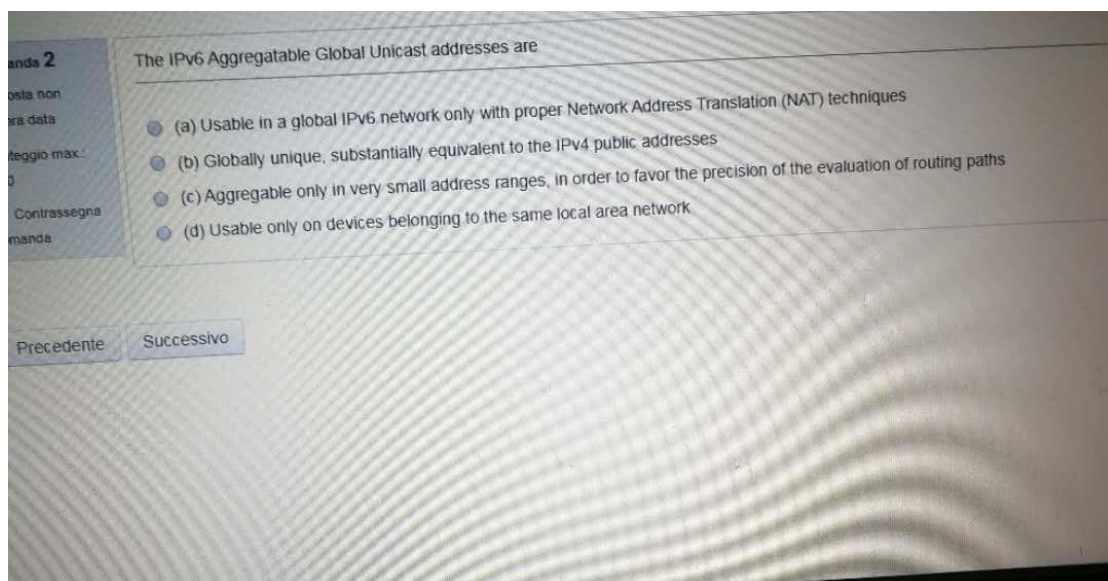 anda 2
osta non
ra data
teggio max.:
Contrassegna
manda
The IPv6 Aggregatable Global Unicast addresses are
(a) Usable in a global IPv6 network only with proper Network Address Translation (NAT) techniques
(b) Globally unique, substantially equivalent to the IPv4 public addresses
(c) Aggregable only in very small address ranges, in order to favor the precision of the evaluation of routing paths
(d) Usable only on devices belonging to the same local area network
Precedente
Successivo